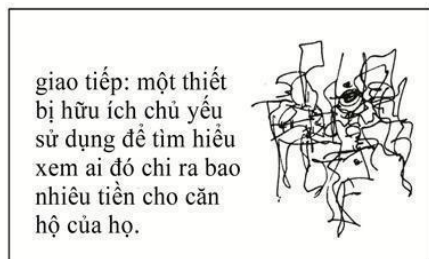 giao tiếp: một thiết
bị hữu ích chủ yếu
sử dụng để tìm hiểu
xem ai đó chi ra bao
nhiêu tiền cho căn
hộ của họ.